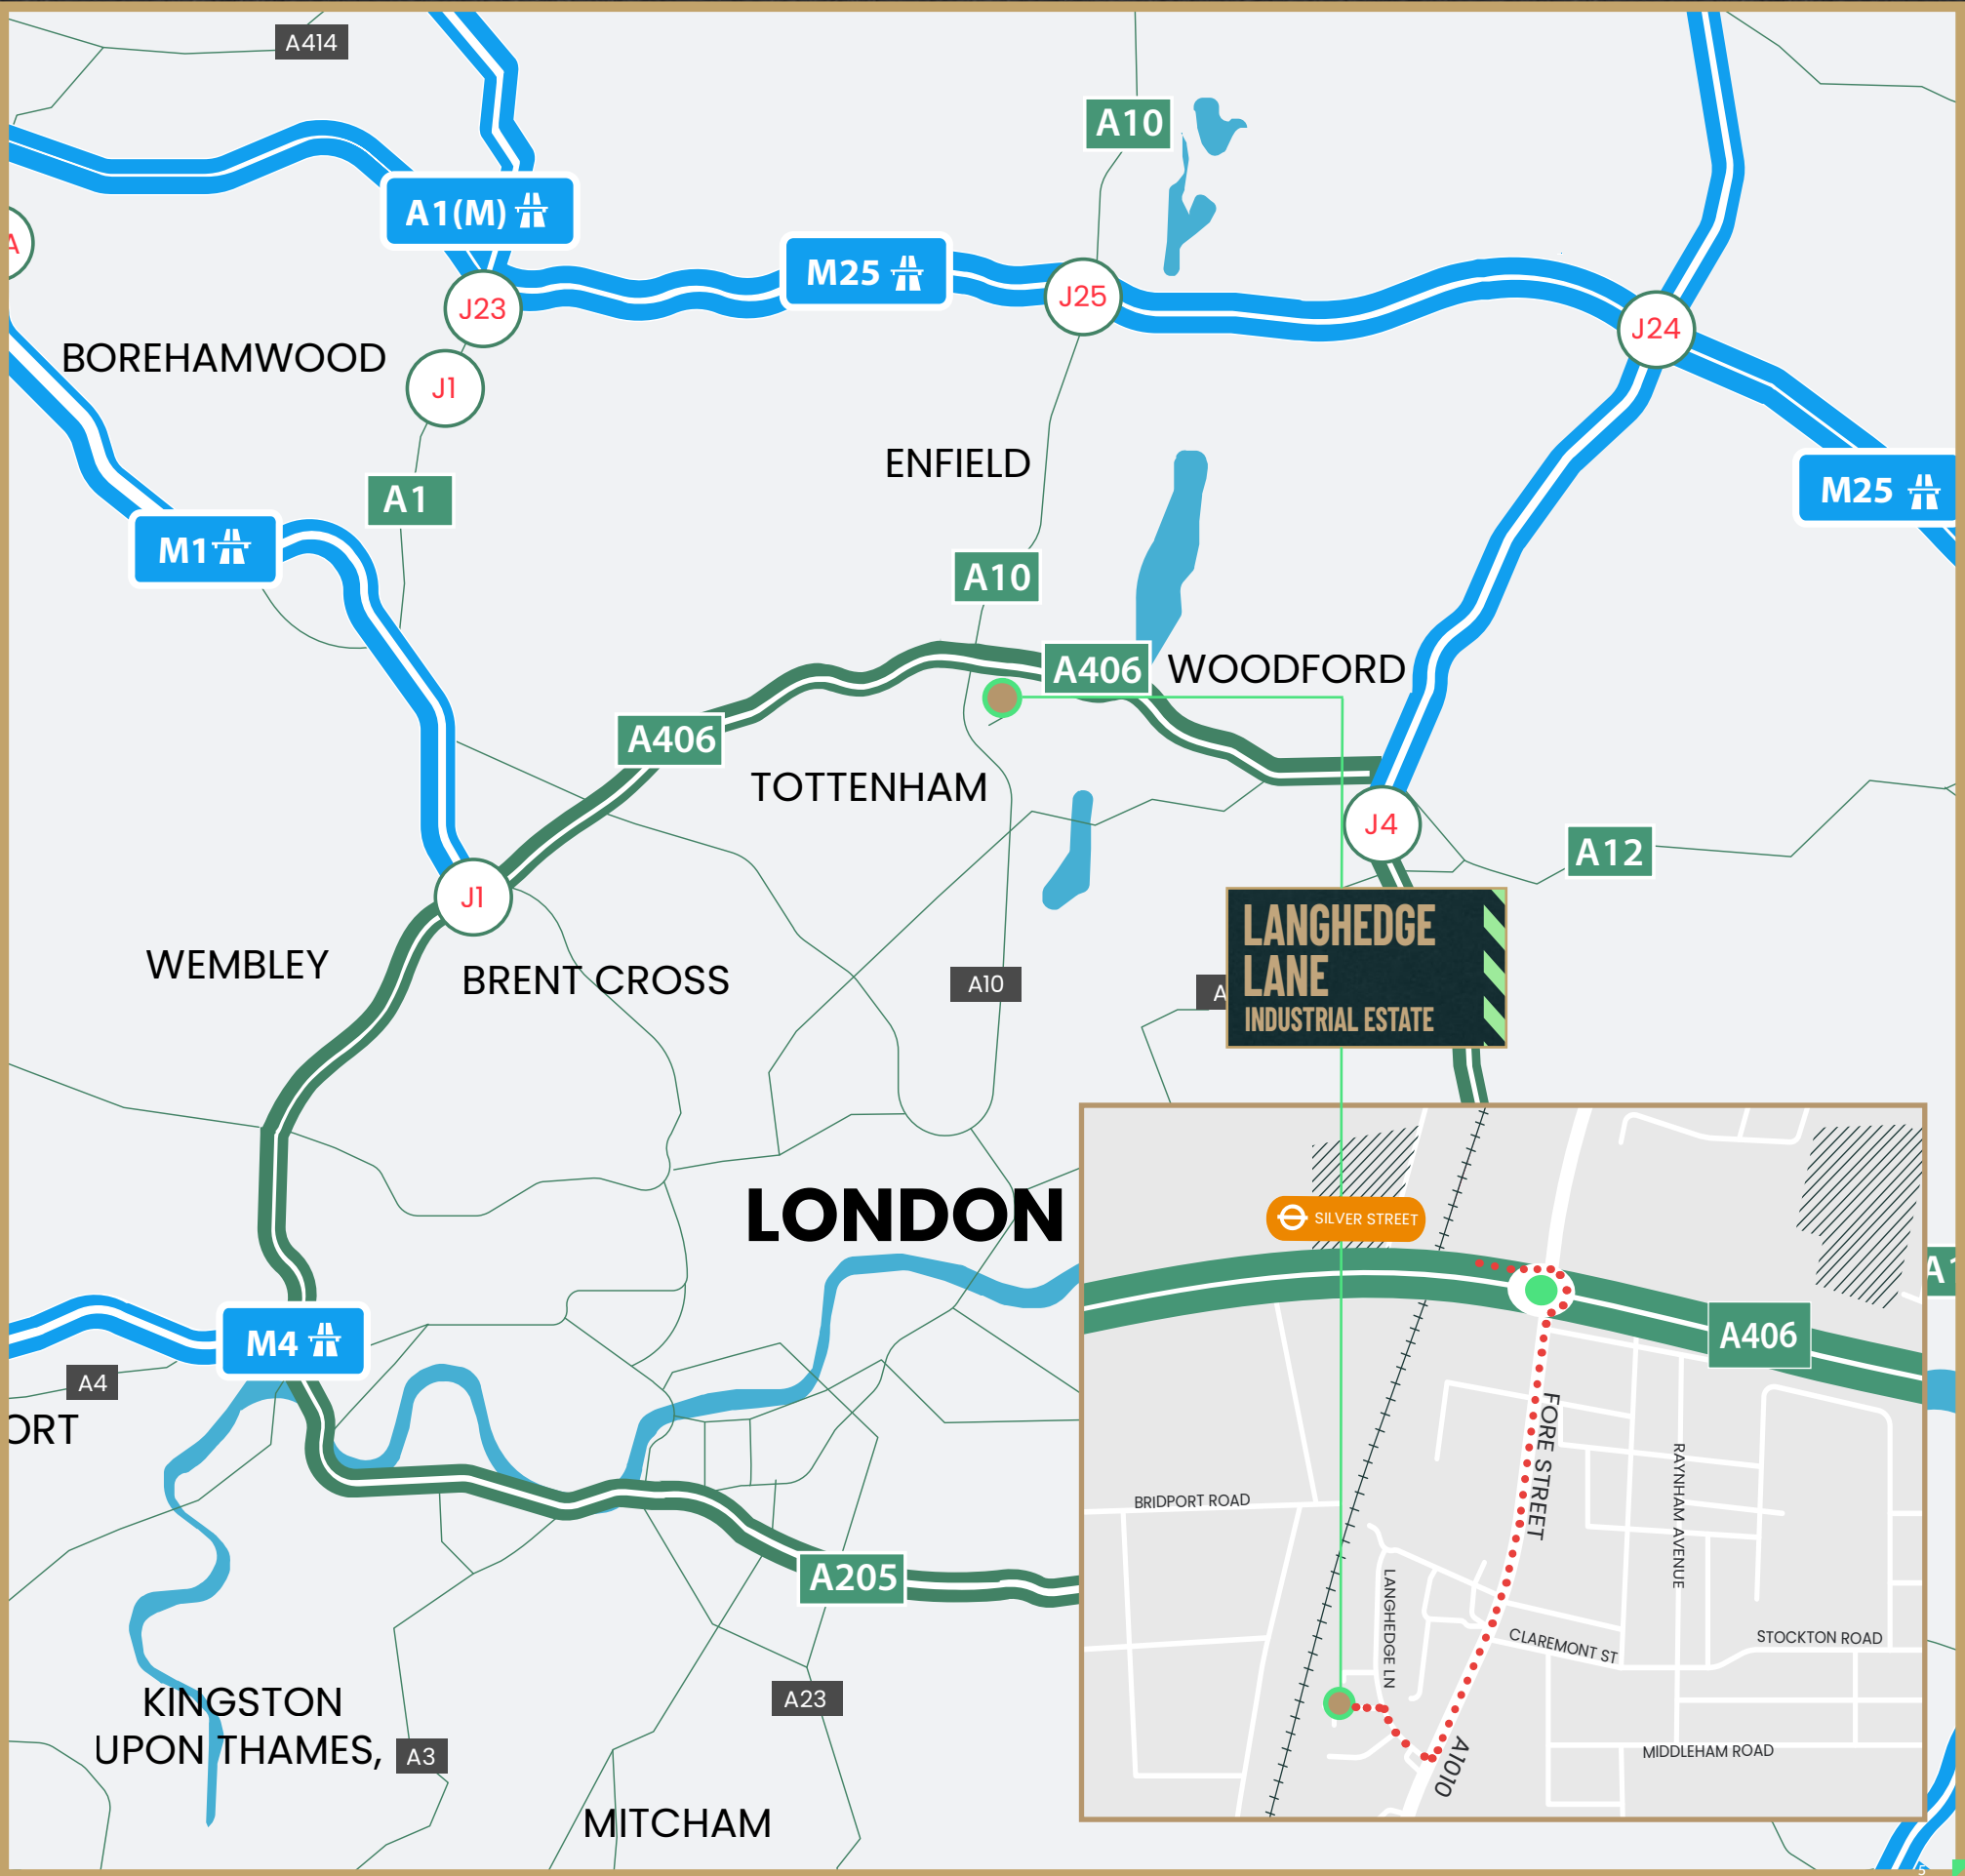 A414
A10
A1(M)
M25
A
J23
J25
J24
BOREHAMWOOD
J1
ENFIELD
M25
A1
M1
A10
A406
WOODFORD
A406
TOTTENHAM
J4
A12
J1
WEMBLEY
BRENT CROSS
A10
A
LANGHEDGE
LANE
INDUSTRIAL ESTATE
LONDON
SILVER STREET
A1
M4
A406
A4
ORT
FORE STREET
RAYNHAM AVENUE
BRIDPORT ROAD
A205
LANGHEDGE LN
CLAREMONT ST
STOCKTON ROAD
KINGSTON
UPON THAMES,
A23
A3
A1010
MIDDLEHAM ROAD
MITCHAM
5